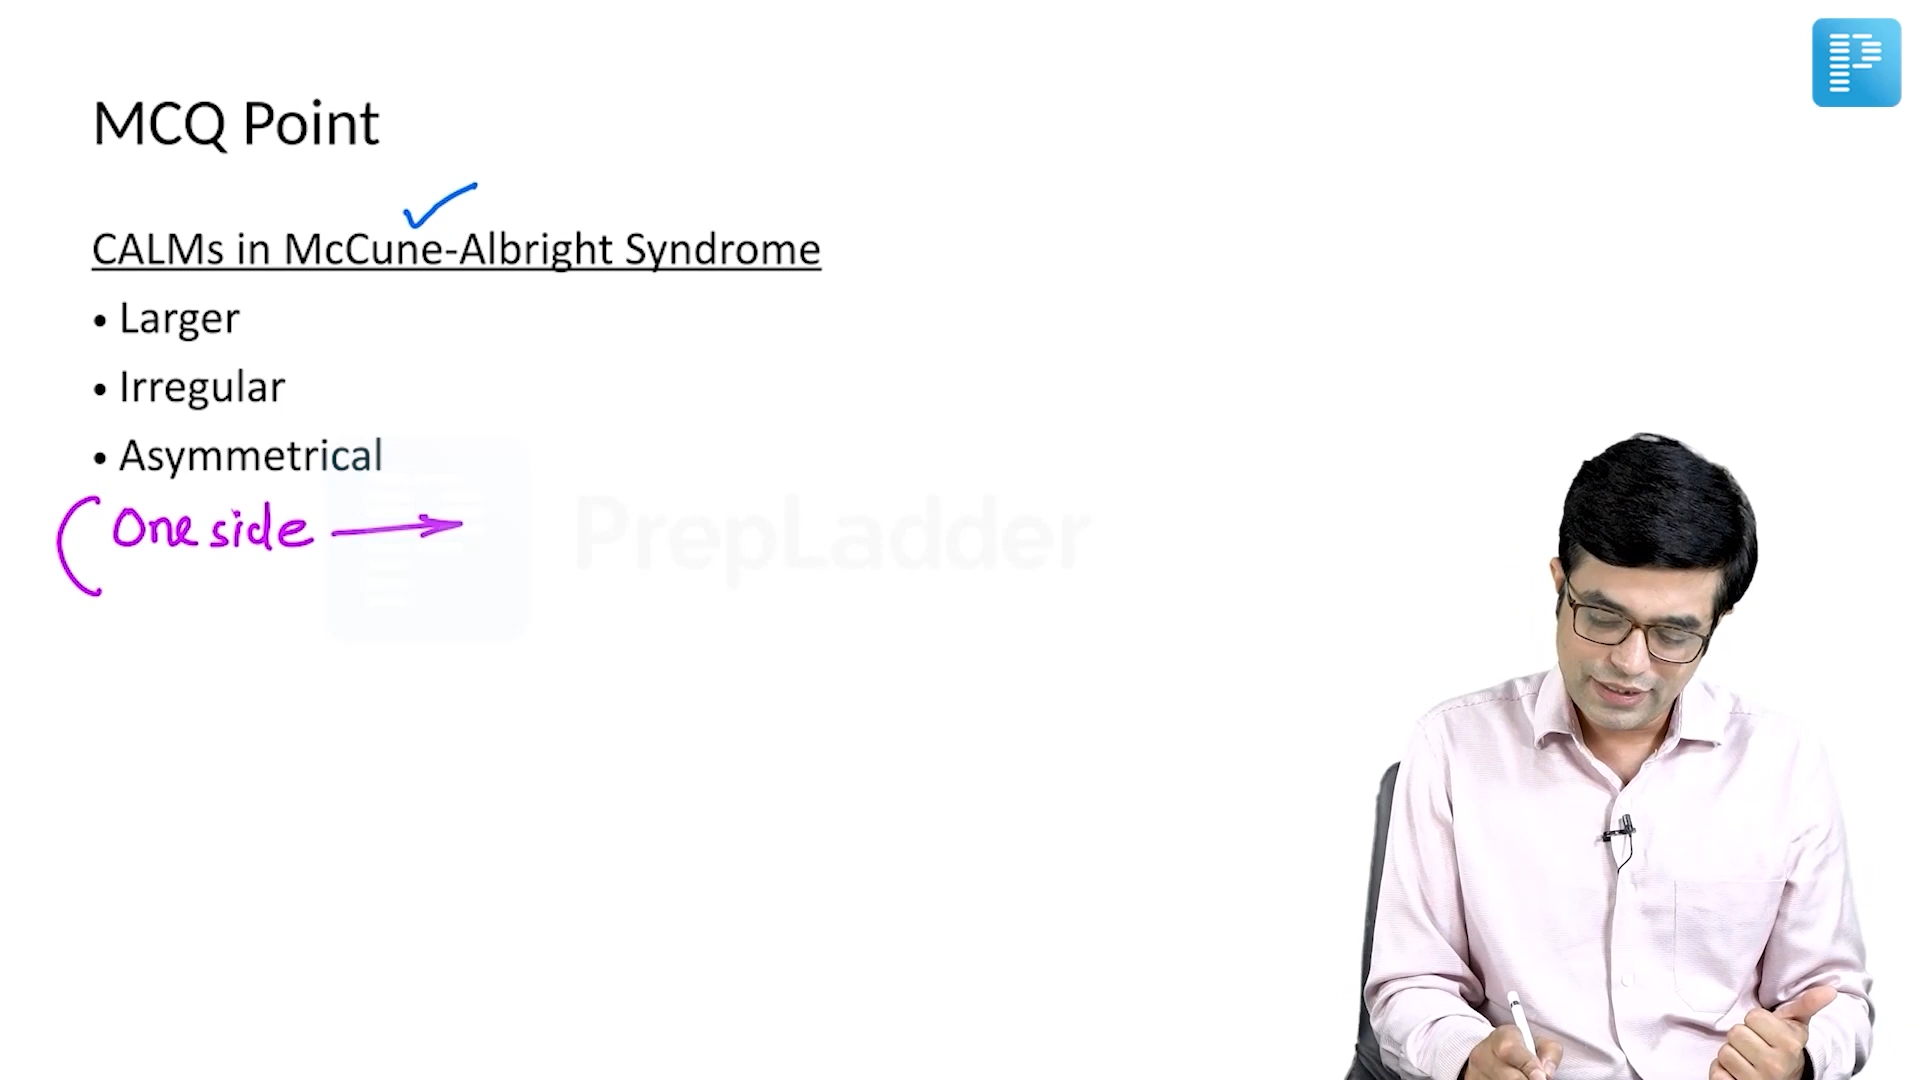 MCQ Point
CALMs in McCune-Albright Syndrome
• Larger
• Irregular
• Asymmetrical
(One side →
PrepLadder